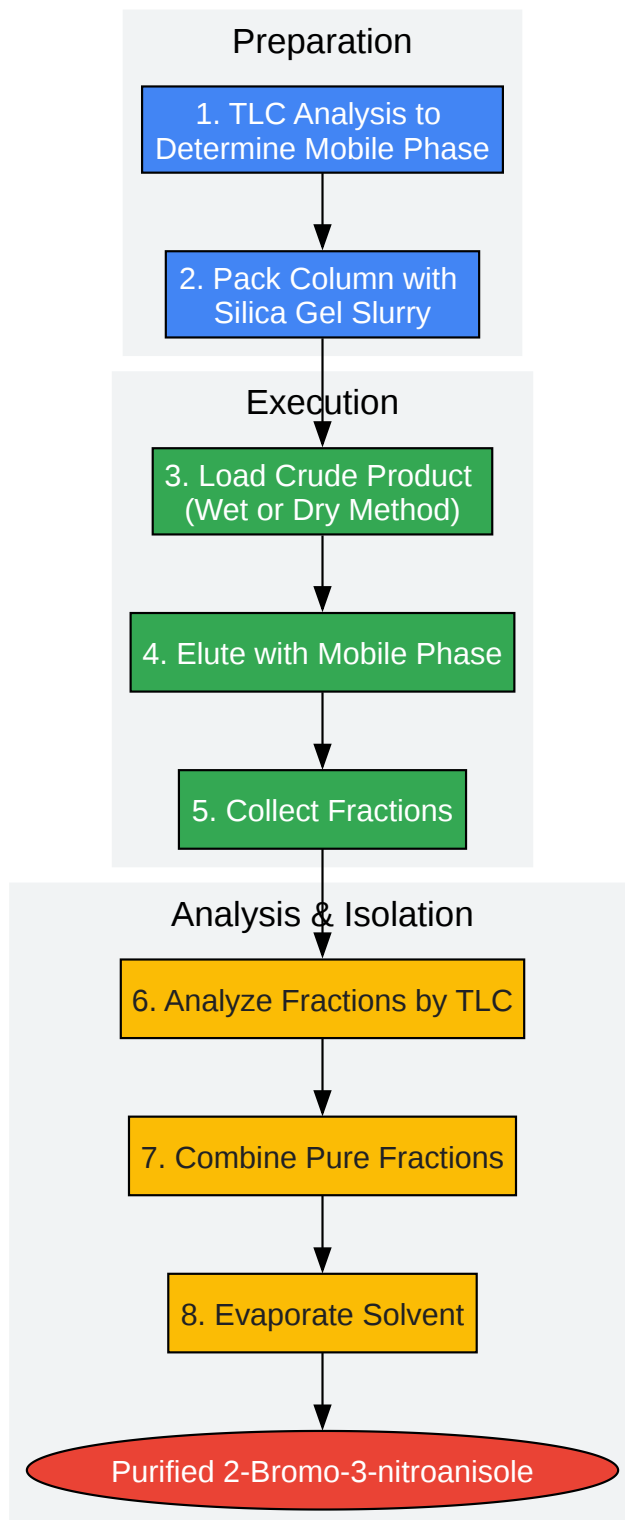 Preparation
1. TLC Analysis to
Determine Mobile Phase
2. Pack Column with
Silica Gel Slurry
Execution
3. Load Crude Product
(Wet or Dry Method)
4. Elute with Mobile Phase
5. Collect Fractions
Analysis & Isolation
6. Analyze Fractions by TLC
7. Combine Pure Fractions
8. Evaporate Solvent
Purified 2-Bromo-3-nitroanisole